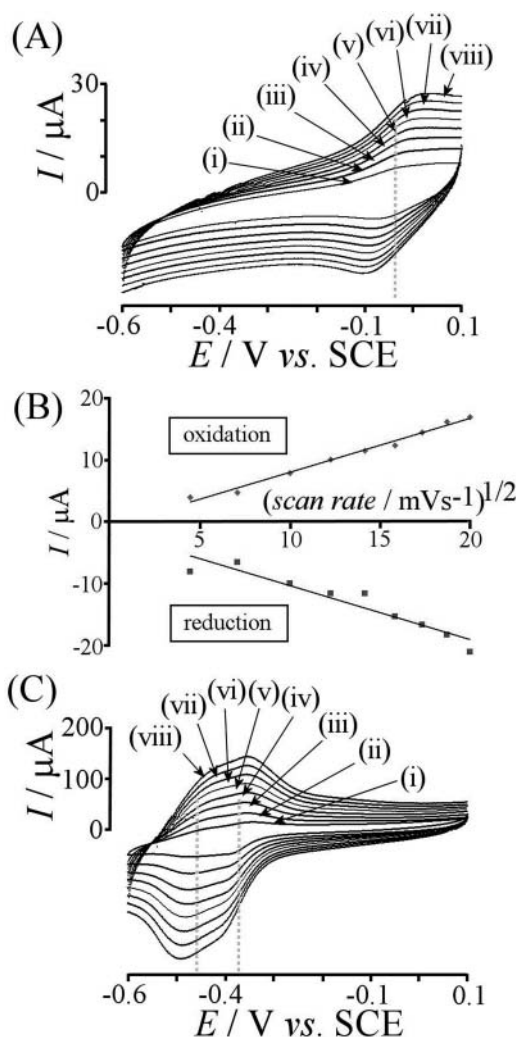 (A)
(v) (vi) (vii) (viii)
(iv)
(iii)
(ii)
(i)
30
0
I / μA
-0.6 -0.4 -0.1 0.1
E / V vs. SCE
(B)
20
10
0
-10
-20
I / μA
oxidation
(scan rate / mVs-1)1/2
5 10 15 20
reduction
(C)
(viii) (vii) (vi) (v) (iv)
(iii)
(ii)
(i)
200
100
0
I / μA
-0.6 -0.4 -0.1 0.1
E / V vs. SCE